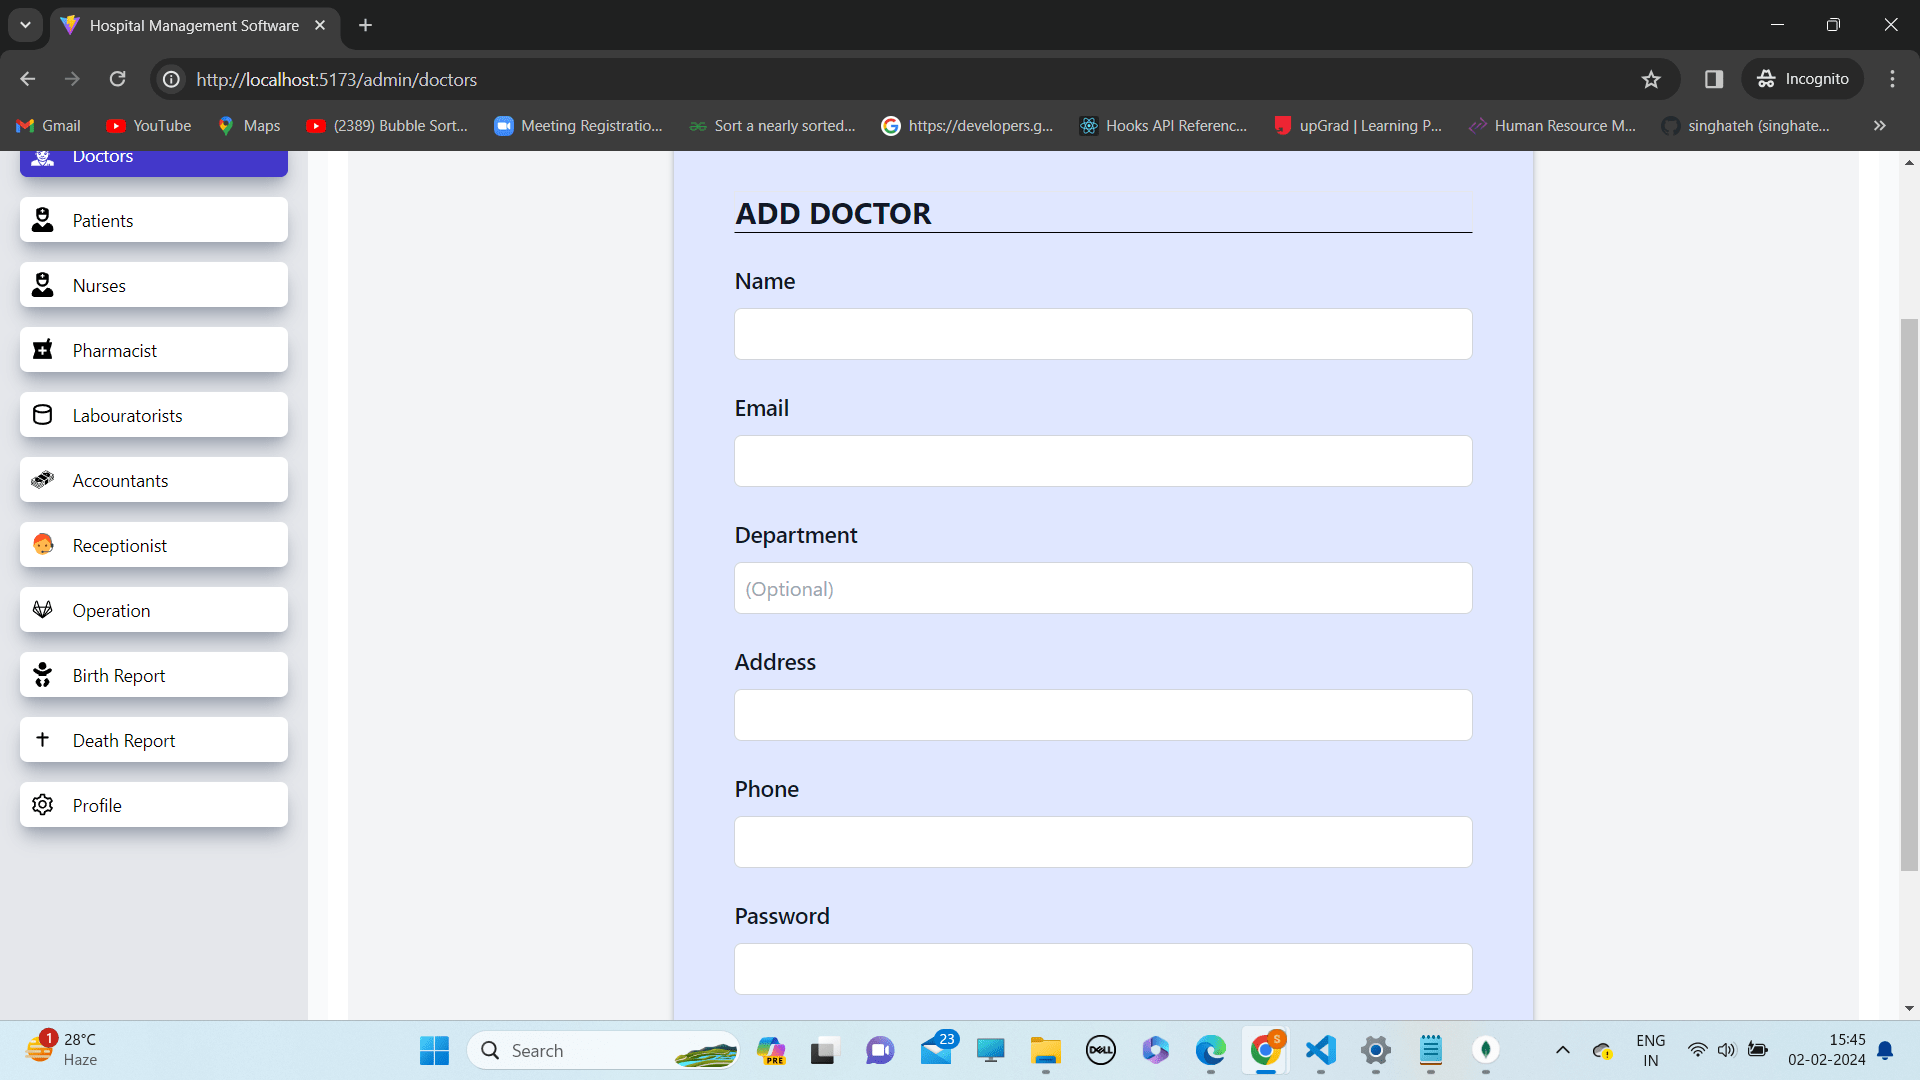 Hospital Management Software
http://localhost:5173/admin/doctors
Incognito
Gmail
YouTube
Maps
(2389) Bubble Sort...
Meeting Registratio...
Sort a nearly sorted...
https://developers.g...
Hooks API Referenc...
upGrad | Learning P...
Human Resource M...
singhateh (singhate...
Doctors
Patients
Nurses
Pharmacist
Labouratorists
Accountants
Receptionist
Operation
Birth Report
Death Report
Profile
ADD DOCTOR
Name
Email
Department
(Optional)
Address
Phone
Password
1
28°C
Haze
Search
PRE
23
DELL
S
ENG
IN
15:45
02-02-2024